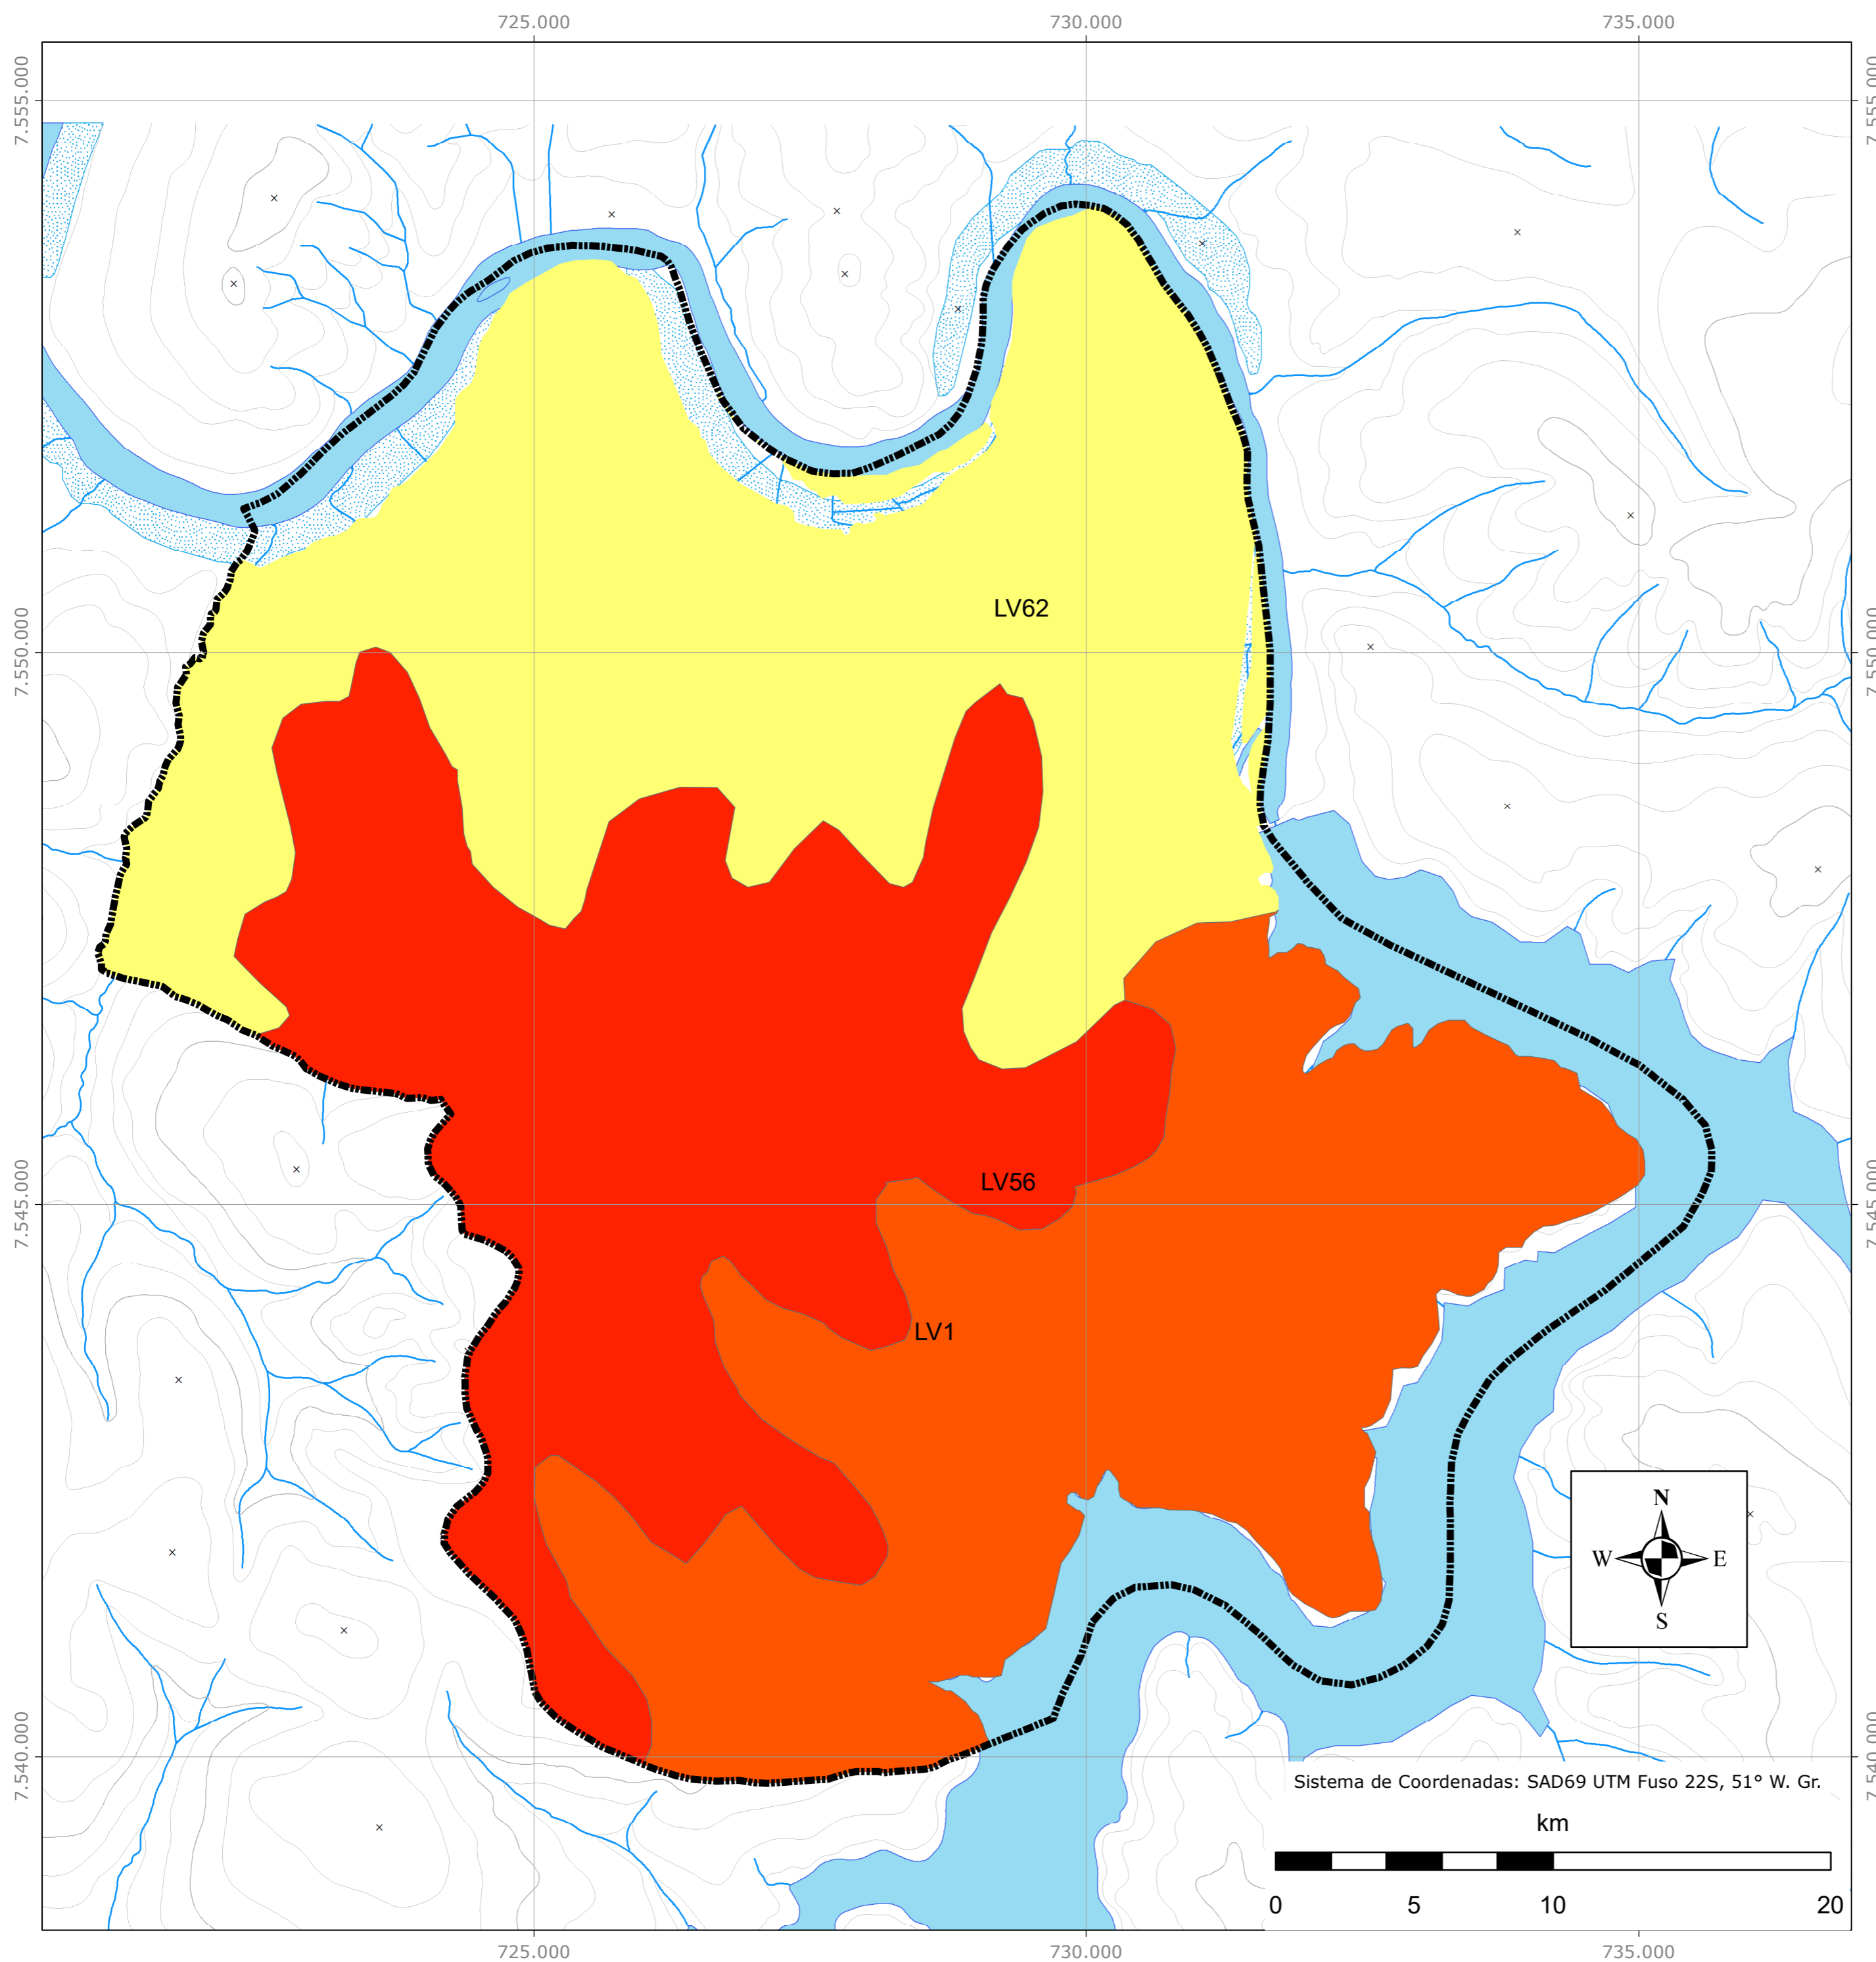 725.000 730.000 735.000
7.555.000 7.555.000
LV62
7.550.000 7.550.000
LV56
7.545.000 7.545.000
LV1
N
W E
S
7.540.000 7.540.000
Sistema de Coordenadas: SAD69 UTM Fuso 22S, 51° W. Gr.
km
0 5 10 20
725.000 730.000 735.000